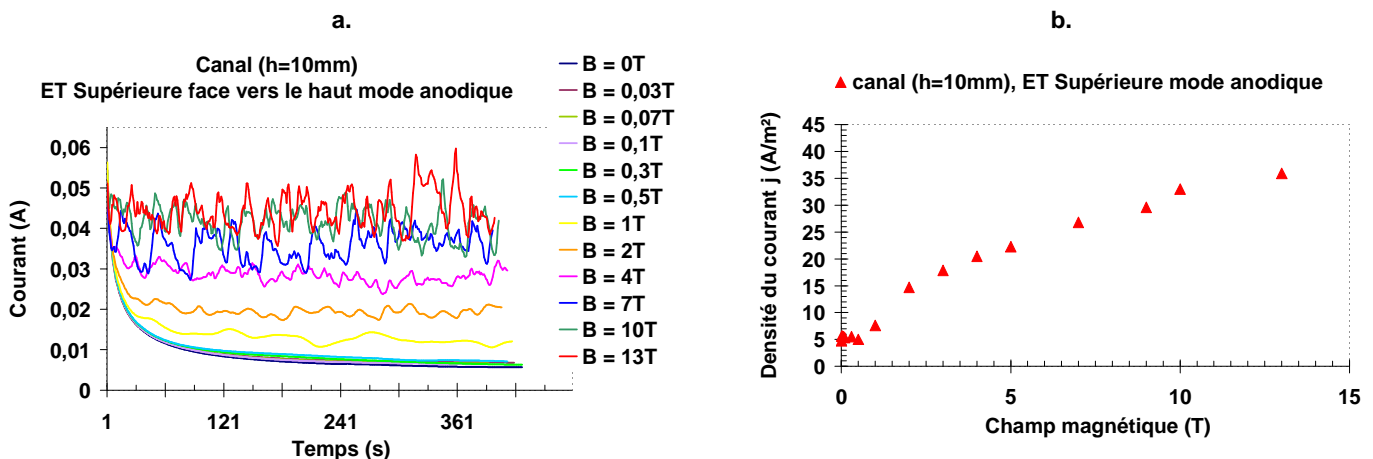 a.
Canal (h=10mm)
ET Supérieure face vers le haut mode anodique
Courant (A)
0,06
0,05
0,04
0,03
0,02
0,01
0
1 121 241 361
Temps (s)
B = 0T
B = 0,03T
B = 0,07T
B = 0,1T
B = 0,3T
B = 0,5T
B = 1T
B = 2T
B = 4T
B = 7T
B = 10T
B = 13T
b.
canal (h=10mm), ET Supérieure mode anodique
Densité du courant j (A/m²)
45
40
35
30
25
20
15
10
5
0
0 5 10 15
Champ magnétique (T)